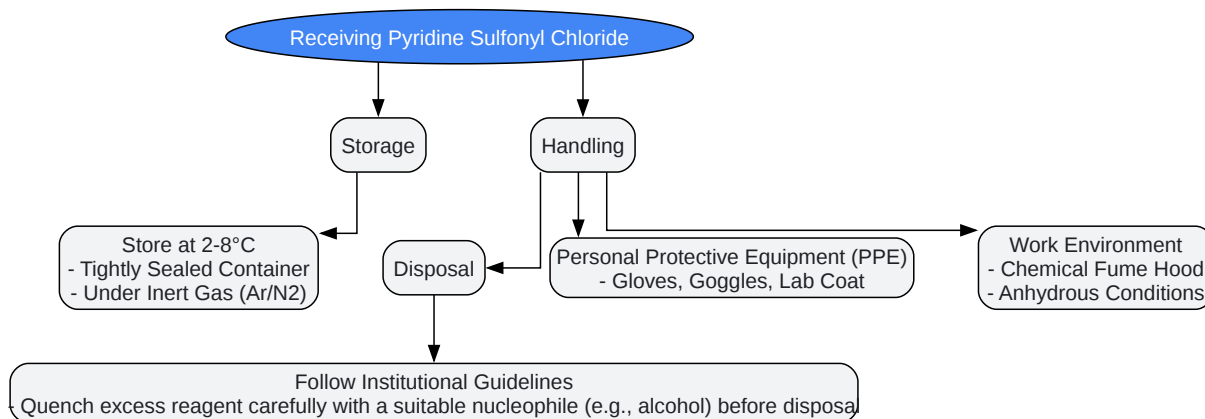 Receiving Pyridine Sulfonyl Chloride
Storage
Handling
Store at 2-8°C
- Tightly Sealed Container
- Under Inert Gas (Ar/N2)
Disposal
Personal Protective Equipment (PPE)
- Gloves, Goggles, Lab Coat
Work Environment
- Chemical Fume Hood
- Anhydrous Conditions
Follow Institutional Guidelines
- Quench excess reagent carefully with a suitable nucleophile (e.g., alcohol) before disposal